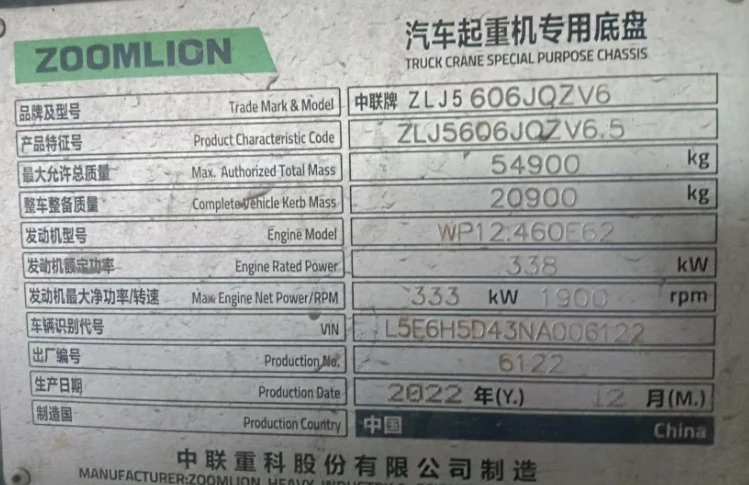 ZOOMLION
汽车起重机专用底盘
TRUCK CRANE SPECIAL PURPOSE CHASSIS
品牌及型号 Trade Mark & Model 中联牌 ZLJ5606JQZV6
产品特征号 Product Characteristic Code ZLJ5606JQZV6.5
最大允许总质量 Max. Authorized Total Mass 54900 kg
整车整备质量 Complete Vehicle Kerb Mass 20900 kg
发动机型号 Engine Model WP12.460E62
发动机额定功率 Engine Rated Power 338 kW
发动机最大净功率/转速 Max Engine Net Power/RPM 333 kW 1900 rpm
车辆识别代号 VIN L5E6H5D43NA006122
出厂编号 Production No. 6122
生产日期 Production Date 2022 年(Y.) 12 月(M.)
制造国 Production Country 中国 China
中联重科股份有限公司制造
MANUFACTURER:ZOOMLION HEAVY INDUSTRY &